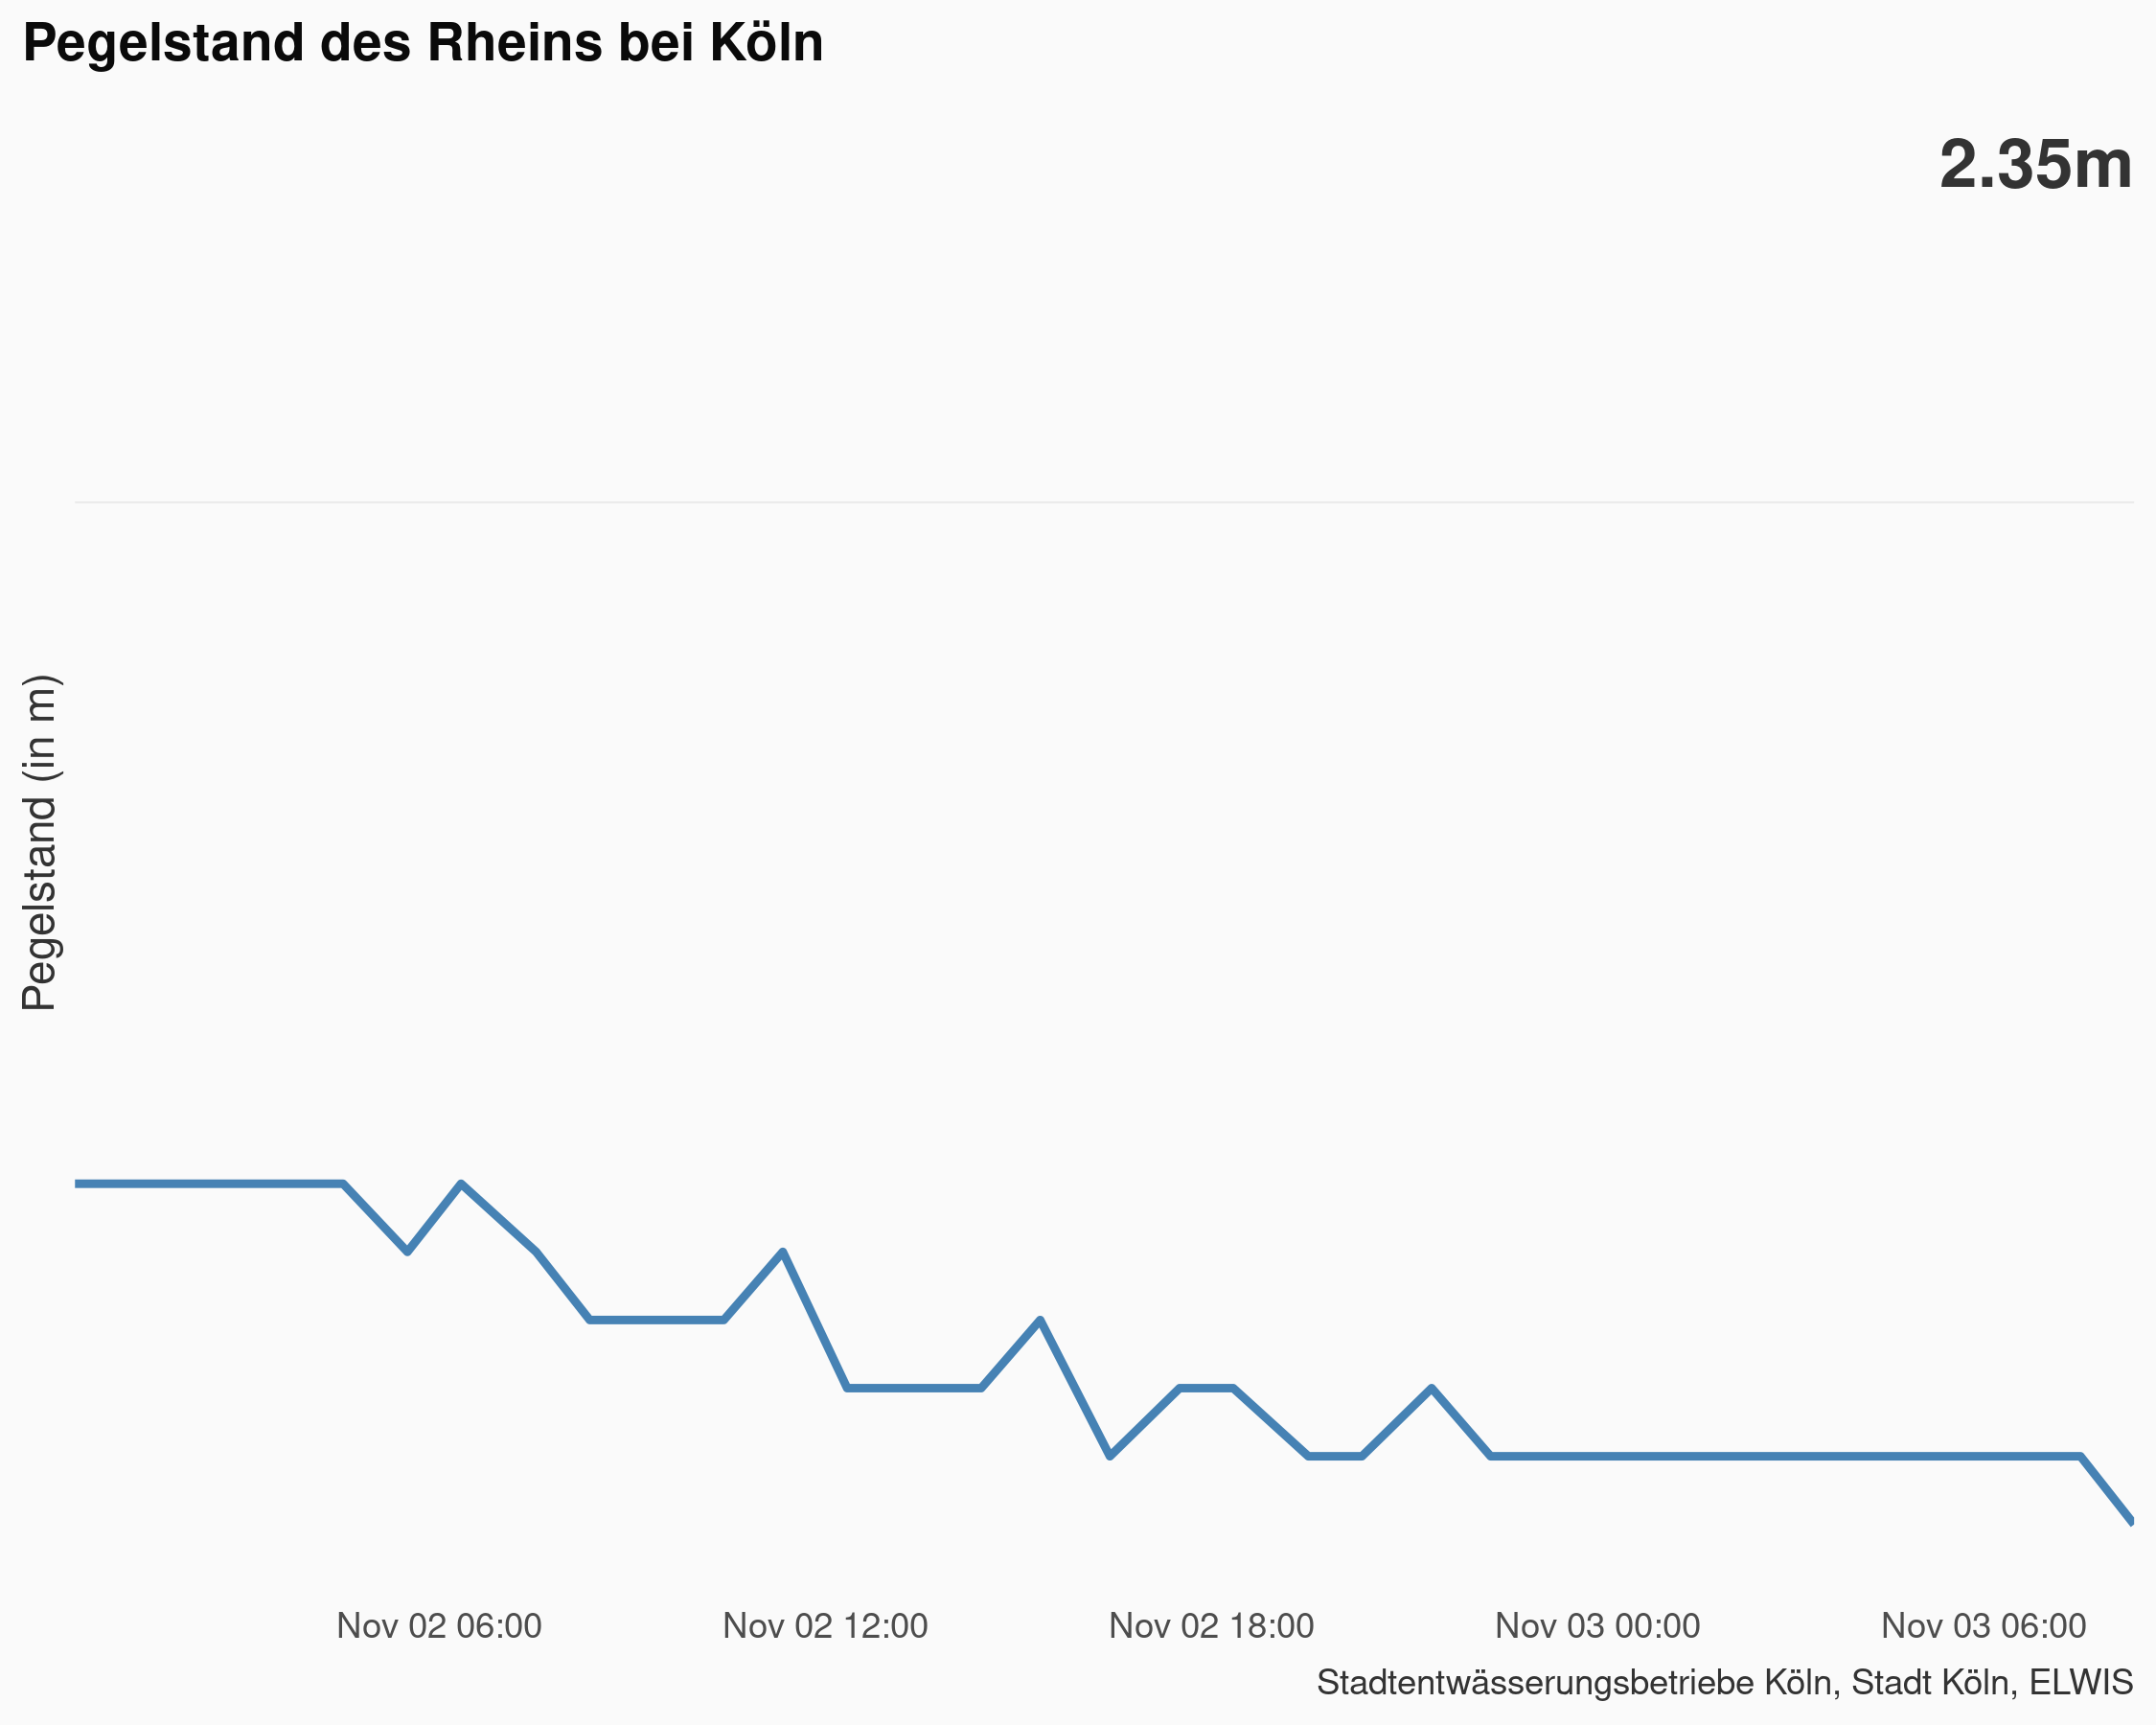 Pegelstand des Rheins bei Köln
2.35m
Pegelstand (in m)
Nov 02 06:00 Nov 02 12:00 Nov 02 18:00 Nov 03 00:00 Nov 03 06:00
Stadtentwässerungsbetriebe Köln, Stadt Köln, ELWIS